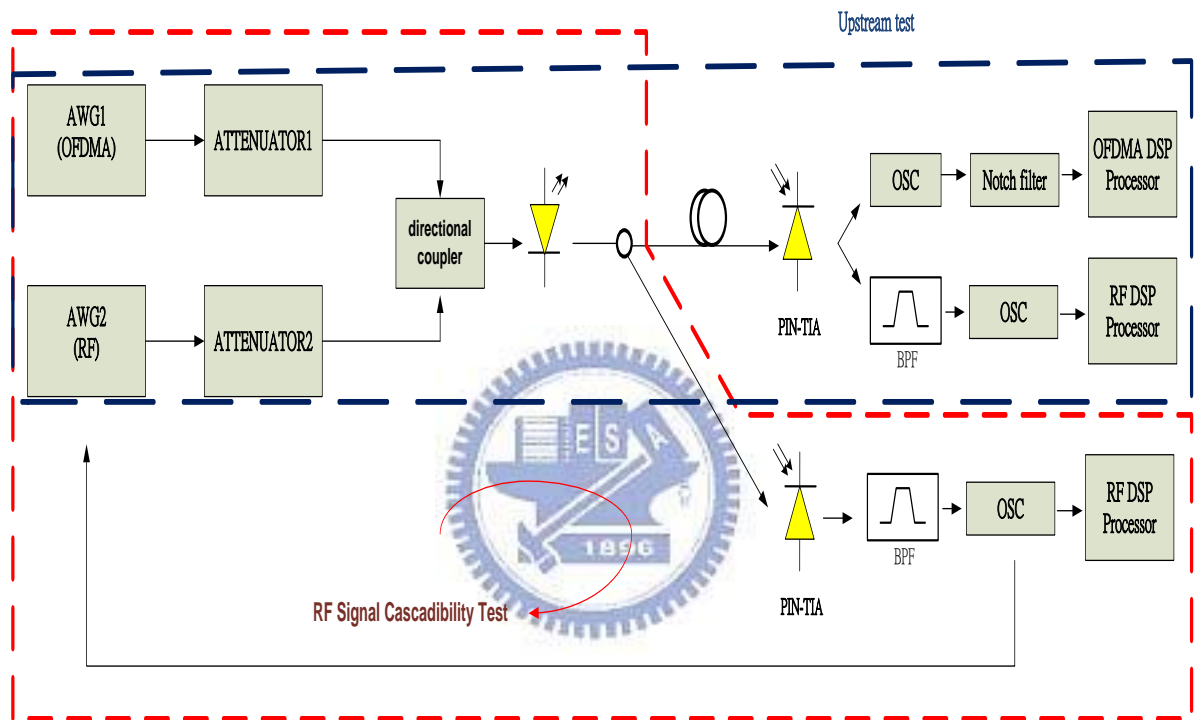 Upstream test
AWG1
(OFDMA)
ATTENUATOR1
directional
coupler
AWG2
(RF)
ATTENUATOR2
PIN-TIA
OSC
Notch filter
OFDMA DSP
Processor
BPF
OSC
RF DSP
Processor
E S A
1896
RF Signal Cascadibility Test
PIN-TIA
BPF
OSC
RF DSP
Processor